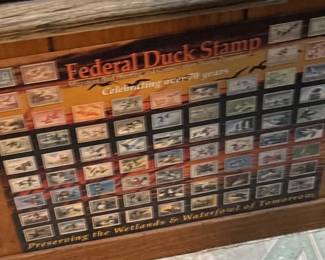 Federal Duck Stamp
Celebrating over 70 years
Preserving the Wetlands & Waterfowl of Tomorrow